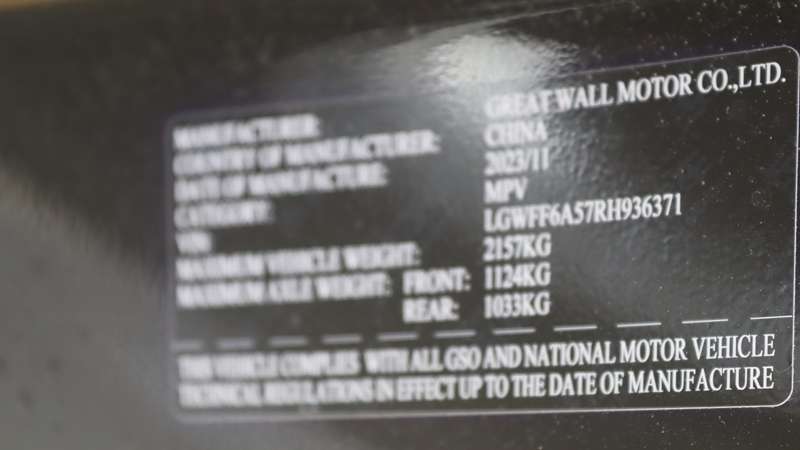 MANUFACTURER: GREAT WALL MOTOR CO.,LTD.
COUNTRY OF MANUFACTURER: CHINA
DATE OF MANUFACTURE: 2023/11
CATEGORY: MPV
VIN: LGWFF6A57RH936371
MAXIMUM VEHICLE WEIGHT: 2157KG
MAXIMUM AXLE WEIGHT: FRONT: 1124KG
REAR: 1033KG
THIS VEHICLE COMPLIES WITH ALL GSO AND NATIONAL MOTOR VEHICLE
TECHNICAL REGULATIONS IN EFFECT UP TO THE DATE OF MANUFACTURE